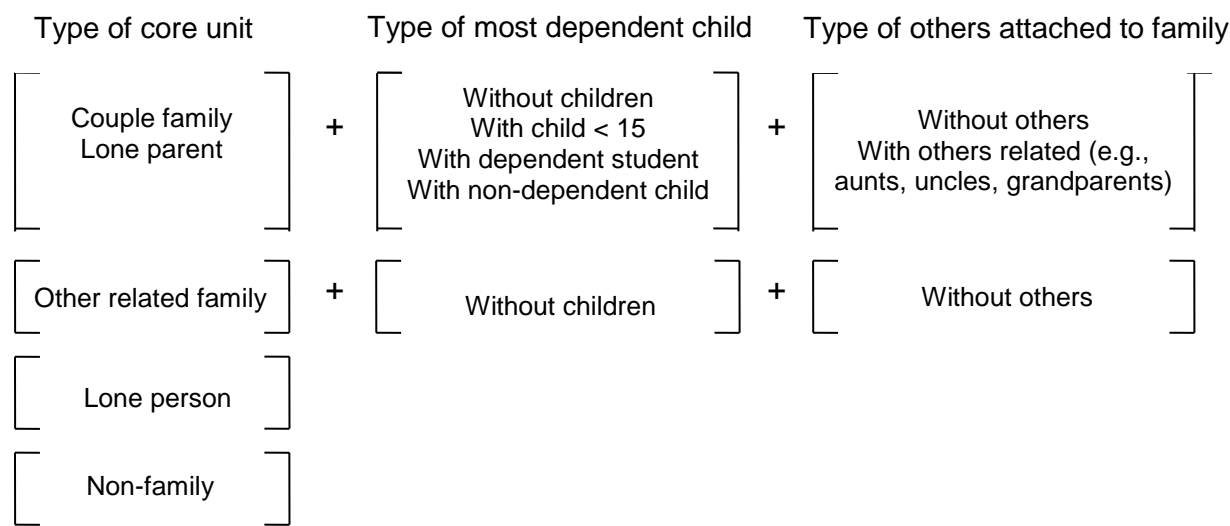 Type of core unit
Type of most dependent child
Type of others attached to family
Couple family
Lone parent
+
Without children
With child < 15
With dependent student
With non-dependent child
+
Without others
With others related (e.g.,
aunts, uncles, grandparents)
Other related family
+
Without children
+
Without others
Lone person
Non-family